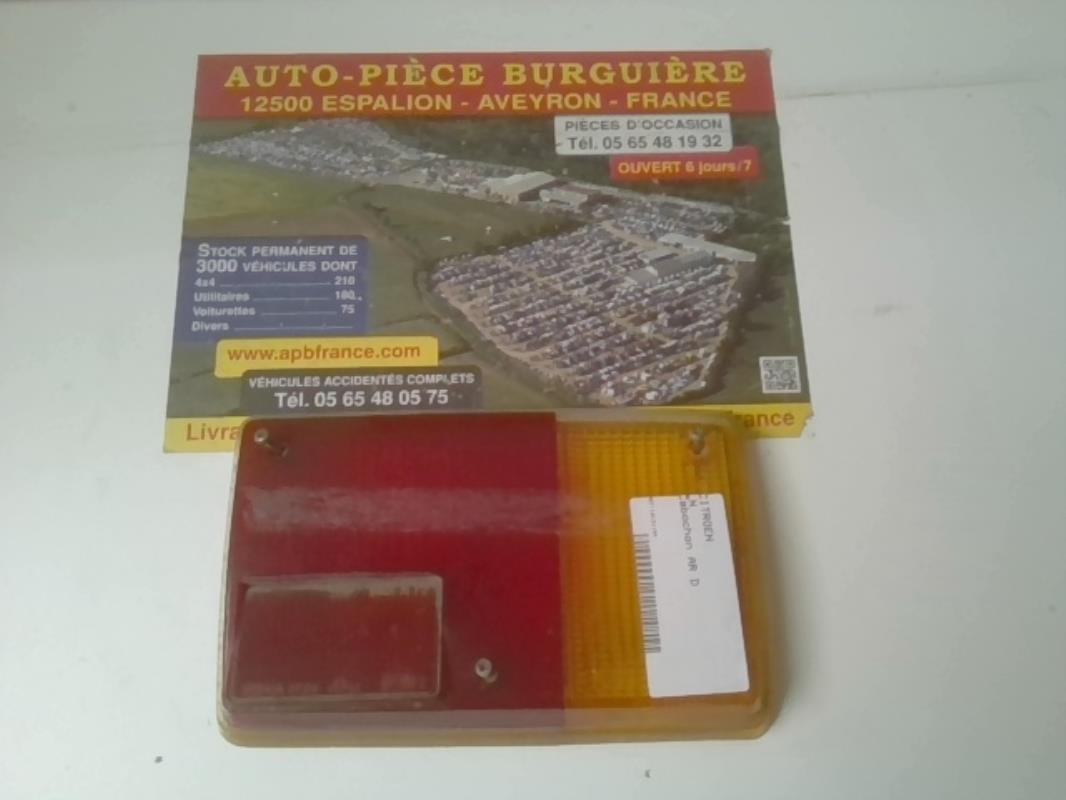 AUTO-PIÈCE BURGUIÈRE
12500 ESPALION - AVEYRON - FRANCE
PIÈCES D'OCCASION
Tél. 05 65 48 19 32
OUVERT 6 jours/7
STOCK PERMANENT DE
3000 VÉHICULES DONT
4x4 210
Utilitaires 180
Voiturettes 75
Divers
www.apbfrance.com
VÉHICULES ACCIDENTÉS COMPLETS
Tél. 05 65 48 05 75
Livra
rance
CITROEN
EN
Cabochon AR D